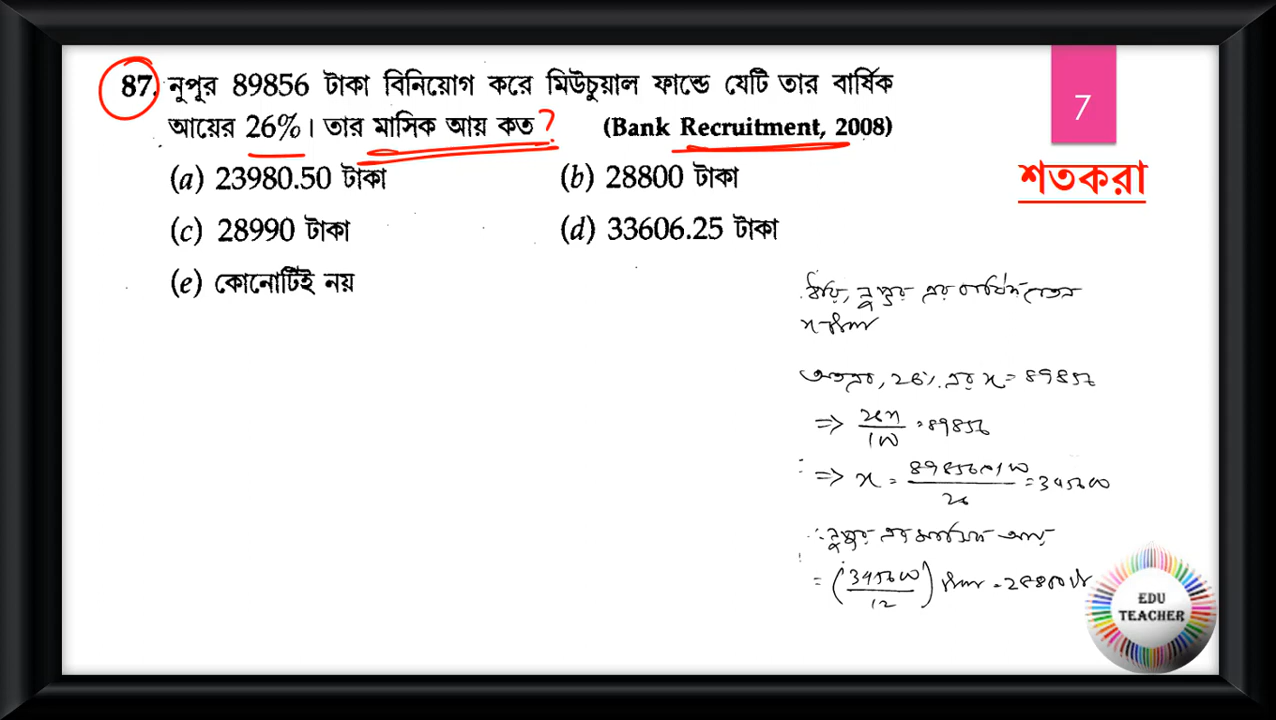 87. নুপুর 89856 টাকা বিনিয়োগ করে মিউচুয়াল ফান্ডে যেটি তার বার্ষিক
আয়ের 26%। তার মাসিক আয় কত ?
(Bank Recruitment, 2008)
(a) 23980.50 টাকা
(b) 28800 টাকা
(c) 28990 টাকা
(d) 33606.25 টাকা
(e) কোনোটিই নয়
7
শতকরা
ধরি, নুপুর এর বার্ষিক বেতন
x টাকা
অতএব, 26% এর x = 89856
⇒ 26x/100 = 89856
⇒ x = 89856×100/26 = 345600
∴ নুপুর এর মাসিক আয়
= (345600/12) টাকা = 28800 টা
EDU
TEACHER